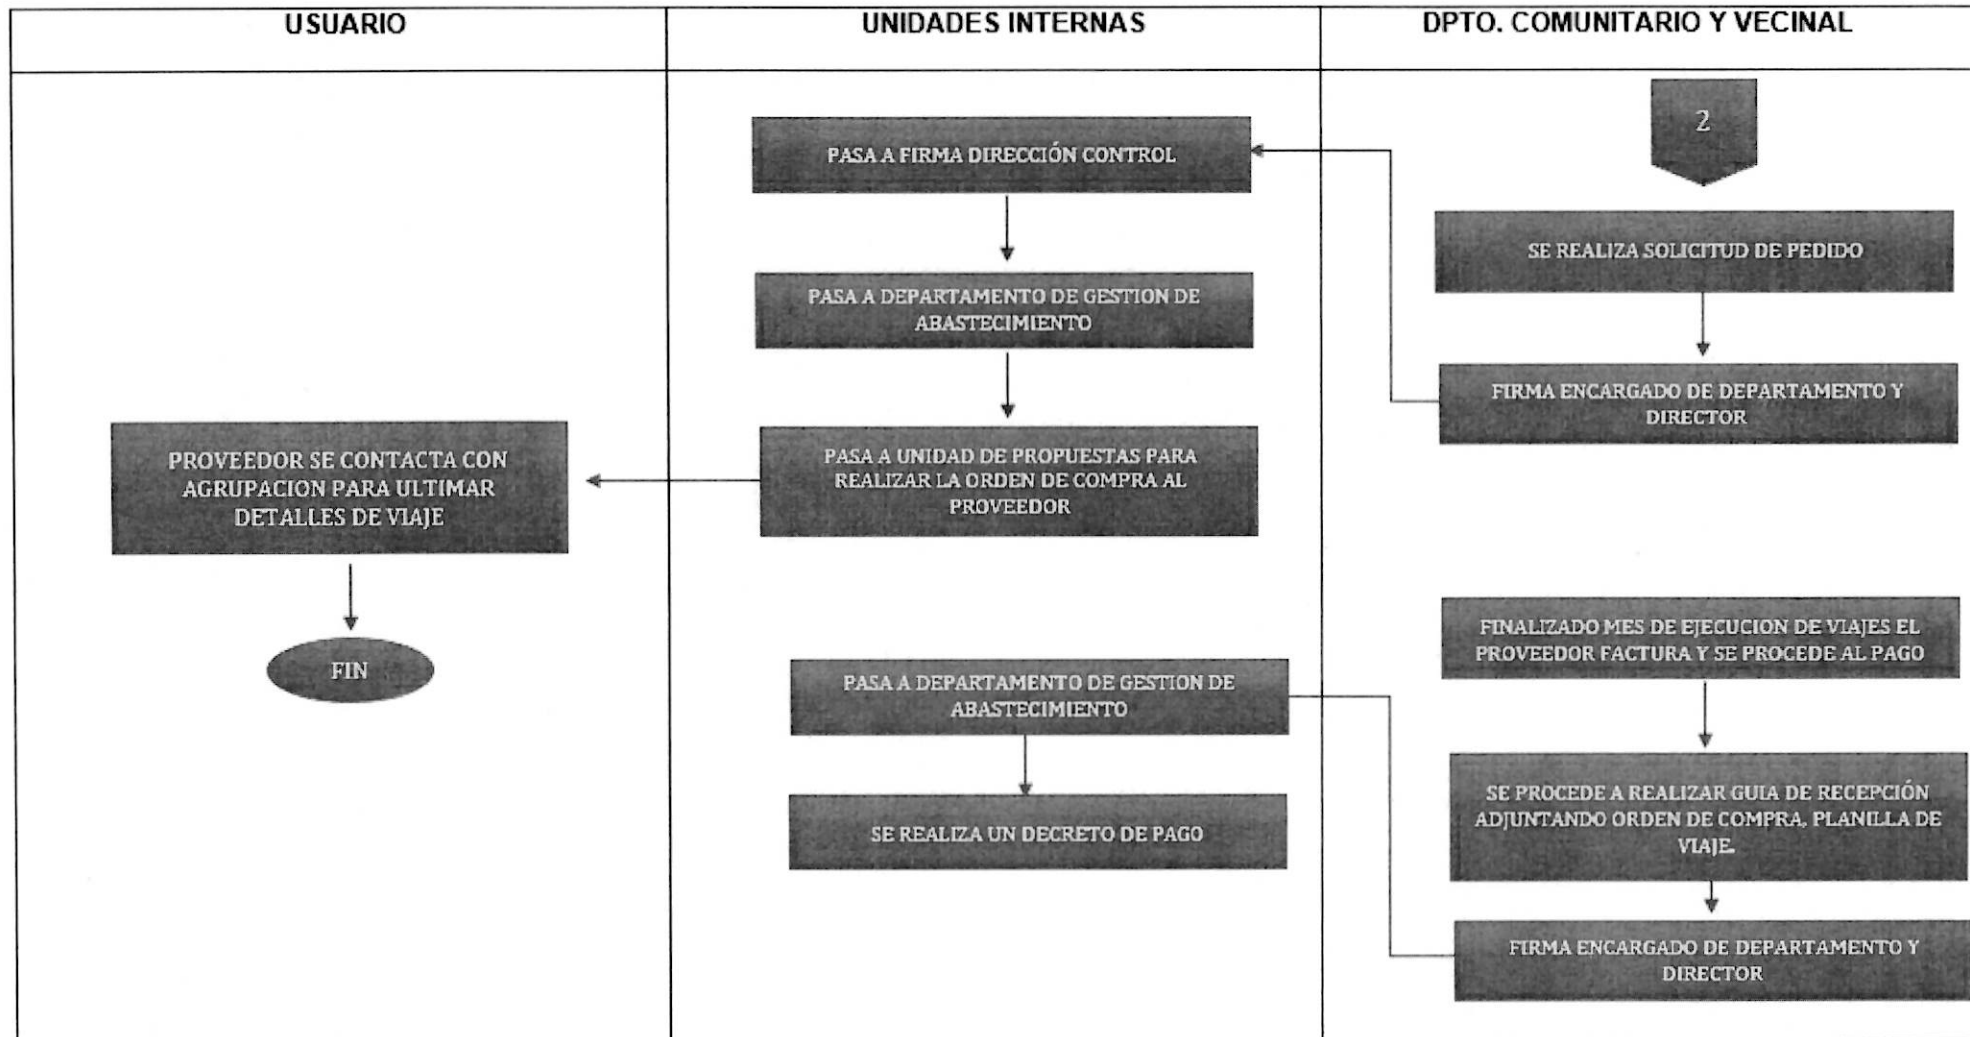 USUARIO
UNIDADES INTERNAS
DPTO. COMUNITARIO Y VECINAL
2
SE REALIZA SOLICITUD DE PEDIDO
FIRMA ENCARGADO DE DEPARTAMENTO Y
DIRECTOR
PASA A FIRMA DIRECCIÓN CONTROL
PASA A DEPARTAMENTO DE GESTION DE
ABASTECIMIENTO
PASA A UNIDAD DE PROPUESTAS PARA
REALIZAR LA ORDEN DE COMPRA AL
PROVEEDOR
PROVEEDOR SE CONTACTA CON
AGRUPACION PARA ULTIMAR
DETALLES DE VIAJE
FIN
FINALIZADO MES DE EJECUCION DE VIAJES EL
PROVEEDOR FACTURA Y SE PROCEDE AL PAGO
SE PROCEDE A REALIZAR GUIA DE RECEPCIÓN
ADJUNTANDO ORDEN DE COMPRA, PLANILLA DE
VIAJE.
FIRMA ENCARGADO DE DEPARTAMENTO Y
DIRECTOR
PASA A DEPARTAMENTO DE GESTION DE
ABASTECIMIENTO
SE REALIZA UN DECRETO DE PAGO